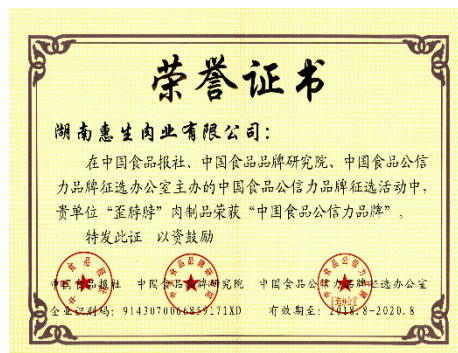 荣誉证书
湖南惠生肉业有限公司：
在中国食品报社、中国食品品牌研究院、中国食品公信
力品牌征选办公室主办的中国食品公信力品牌征选活动中，
贵单位“歪脖脖”肉制品荣获“中国食品公信力品牌”。
特发此证 以资鼓励
中国食品报社 中国食品品牌研究院 中国食品公信力品牌征选办公室
企业识别码：9143070066859171XD 有效期至：2018.8-2020.8